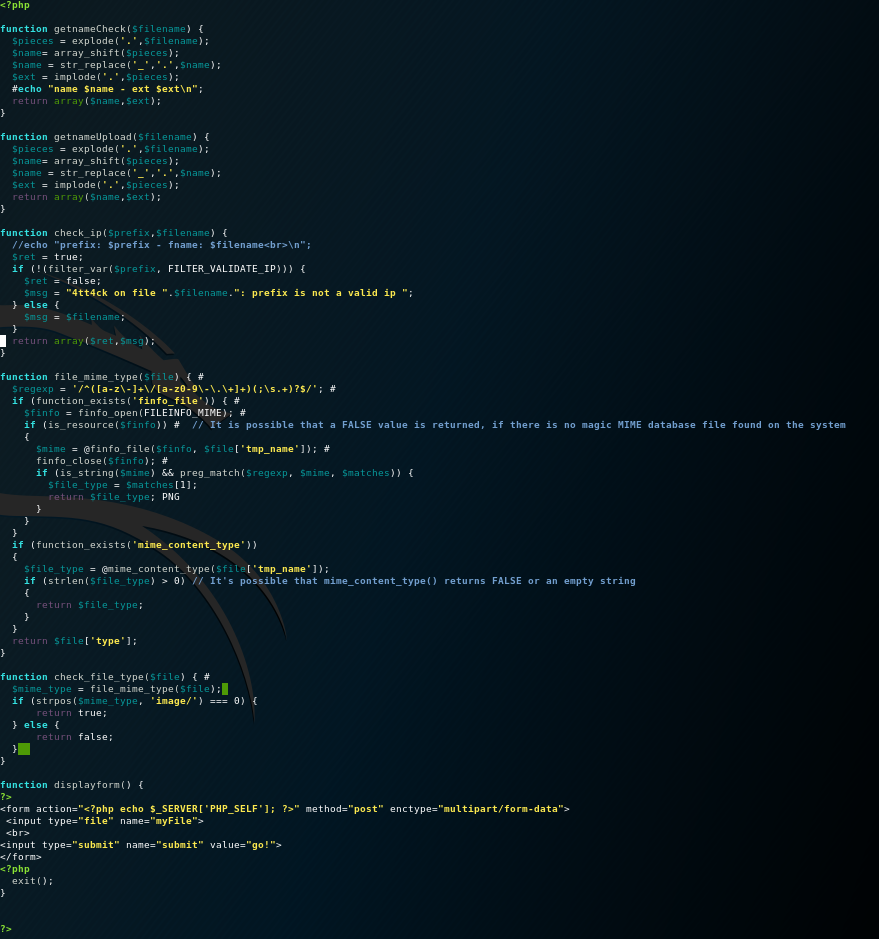 <?php

function getnameCheck($filename) {
  $pieces = explode('.',$filename);
  $name= array_shift($pieces);
  $name = str_replace('_','.',$name);
  $ext = implode('.',$pieces);
  #echo "name $name - ext $ext\n";
  return array($name,$ext);
}

function getnameUpload($filename) {
  $pieces = explode('.',$filename);
  $name= array_shift($pieces);
  $name = str_replace('_','.',$name);
  $ext = implode('.',$pieces);
  return array($name,$ext);
}

function check_ip($prefix,$filename) {
  //echo "prefix: $prefix - fname: $filename<br>\n";
  $ret = true;
  if (!(filter_var($prefix, FILTER_VALIDATE_IP))) {
    $ret = false;
    $msg = "4tt4ck on file ".$filename.": prefix is not a valid ip ";
  } else {
    $msg = $filename;
  }
  return array($ret,$msg);
}

function file_mime_type($file) { #
  $regexp = '/^([a-z\-]+\/[a-z0-9\-\.\+]+)(;\s.+)?$/'; #
  if (function_exists('finfo_file')) { #
    $finfo = finfo_open(FILEINFO_MIME); #
    if (is_resource($finfo)) #  // It is possible that a FALSE value is returned, if there is no magic MIME database file found on the system
    {
      $mime = @finfo_file($finfo, $file['tmp_name']); #
      finfo_close($finfo); #
      if (is_string($mime) && preg_match($regexp, $mime, $matches)) {
        $file_type = $matches[1];
        return $file_type; PNG
      }
    }
  }
  if (function_exists('mime_content_type'))
  {
    $file_type = @mime_content_type($file['tmp_name']);
    if (strlen($file_type) > 0) // It's possible that mime_content_type() returns FALSE or an empty string
    {
      return $file_type;
    }
  }
  return $file['type'];
}

function check_file_type($file) { #
  $mime_type = file_mime_type($file);
  if (strpos($mime_type, 'image/') === 0) {
      return true;
  } else {
      return false;
  }
}

function displayform() {
?>
<form action="<?php echo $_SERVER['PHP_SELF']; ?>" method="post" enctype="multipart/form-data">
 <input type="file" name="myFile">
 <br>
<input type="submit" name="submit" value="go!">
</form>
<?php
  exit();
}


?>